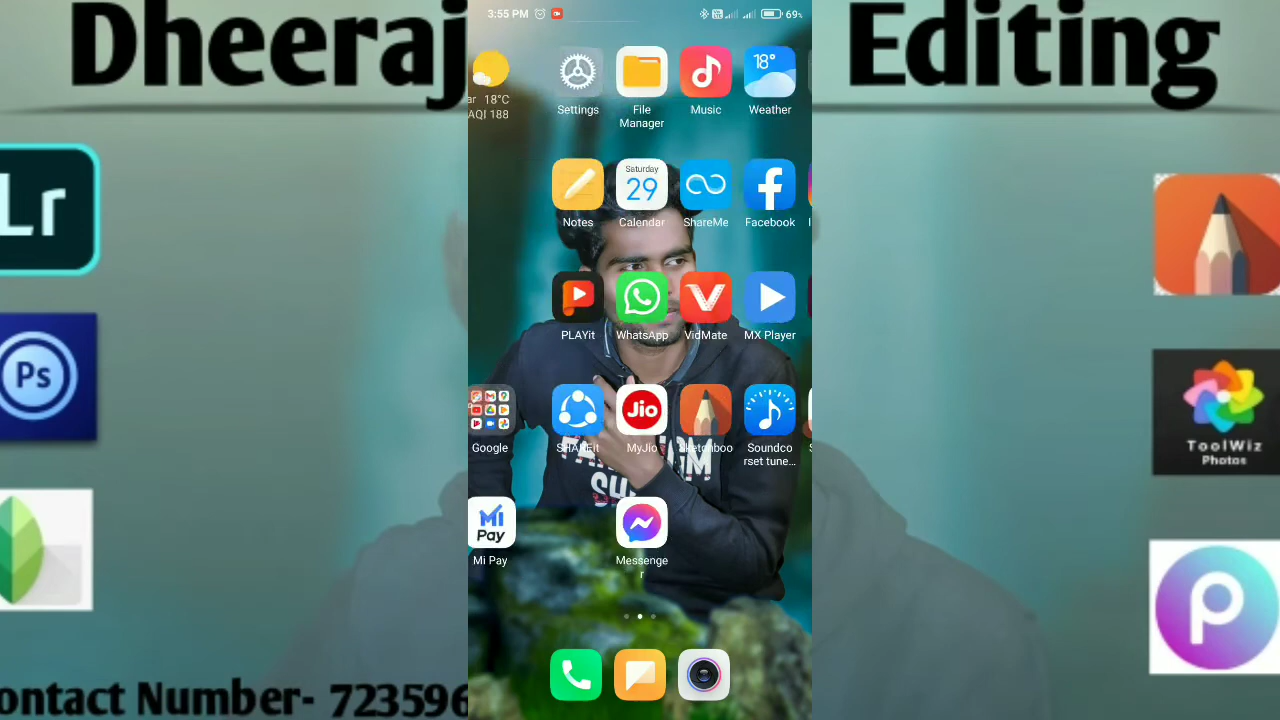 Dheeraj Editing
3:55 PM 69%
18°C
AQI 188
18°
Settings File Manager Music Weather
Saturday
29
Notes Calendar ShareMe Facebook
PLAYit WhatsApp VidMate MX Player
Jio
Google SHAREit MyJio Sketchboo Soundco
rset tune...
Mi
Pay
Mi Pay Messenge
r
Lr
Ps
ToolWiz
Photos
ontact Number- 723596